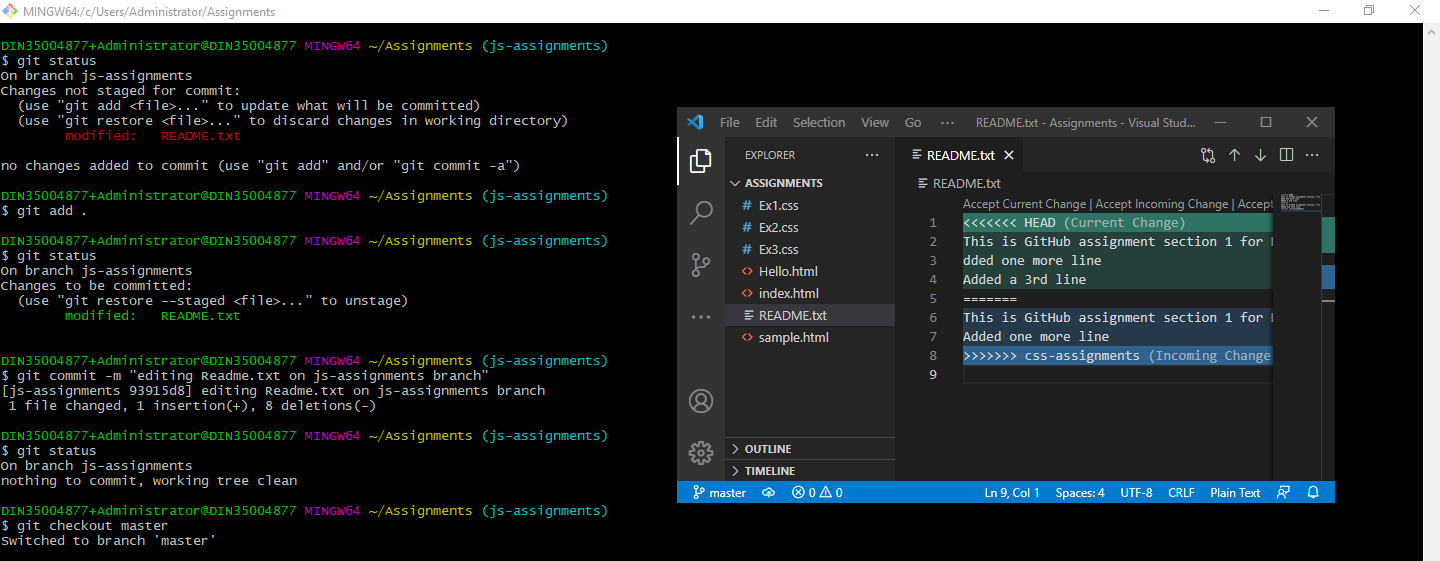 MINGW64:/c/Users/Administrator/Assignments
DIN35004877+Administrator@DIN35004877 MINGW64 ~/Assignments (js-assignments)
$ git status
On branch js-assignments
Changes not staged for commit:
  (use "git add <file>..." to update what will be committed)
  (use "git restore <file>..." to discard changes in working directory)
        modified:   README.txt
no changes added to commit (use "git add" and/or "git commit -a")
DIN35004877+Administrator@DIN35004877 MINGW64 ~/Assignments (js-assignments)
$ git add .
DIN35004877+Administrator@DIN35004877 MINGW64 ~/Assignments (js-assignments)
$ git status
On branch js-assignments
Changes to be committed:
  (use "git restore --staged <file>..." to unstage)
        modified:   README.txt
DIN35004877+Administrator@DIN35004877 MINGW64 ~/Assignments (js-assignments)
$ git commit -m "editing Readme.txt on js-assignments branch"
[js-assignments 93915d8] editing Readme.txt on js-assignments branch
 1 file changed, 1 insertion(+), 8 deletions(-)
DIN35004877+Administrator@DIN35004877 MINGW64 ~/Assignments (js-assignments)
$ git status
On branch js-assignments
nothing to commit, working tree clean
DIN35004877+Administrator@DIN35004877 MINGW64 ~/Assignments (js-assignments)
$ git checkout master
Switched to branch 'master'
File Edit Selection View Go ··· README.txt - Assignments - Visual Stud...
EXPLORER ···
ASSIGNMENTS
# Ex1.css
# Ex2.css
# Ex3.css
<> Hello.html
<> index.html
README.txt
<> sample.html
OUTLINE
TIMELINE
README.txt
README.txt
Accept Current Change | Accept Incoming Change | Accept
1 <<<<<<< HEAD (Current Change)
2 This is GitHub assignment section 1 for
3 dded one more line
4 Added a 3rd line
5 =======
6 This is GitHub assignment section 1 for
7 Added one more line
8 >>>>>>> css-assignments (Incoming Change
9
master 0 0 Ln 9, Col 1 Spaces: 4 UTF-8 CRLF Plain Text